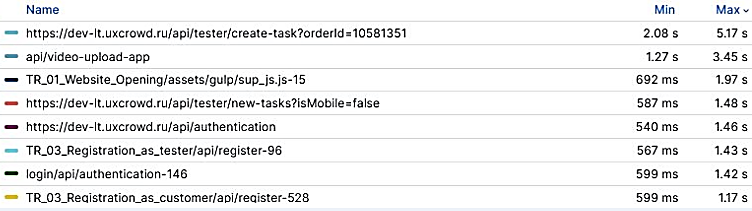 Name Min Max
https://dev-lt.uxcrowd.ru/api/tester/create-task?orderId=10581351 2.08 s 5.17 s
api/video-upload-app 1.27 s 3.45 s
TR_01_Website_Opening/assets/gulp/sup_js.js-15 692 ms 1.97 s
https://dev-lt.uxcrowd.ru/api/tester/new-tasks?isMobile=false 587 ms 1.48 s
https://dev-lt.uxcrowd.ru/api/authentication 540 ms 1.46 s
TR_03_Registration_as_tester/api/register-96 567 ms 1.43 s
login/api/authentication-146 599 ms 1.42 s
TR_03_Registration_as_customer/api/register-528 599 ms 1.17 s